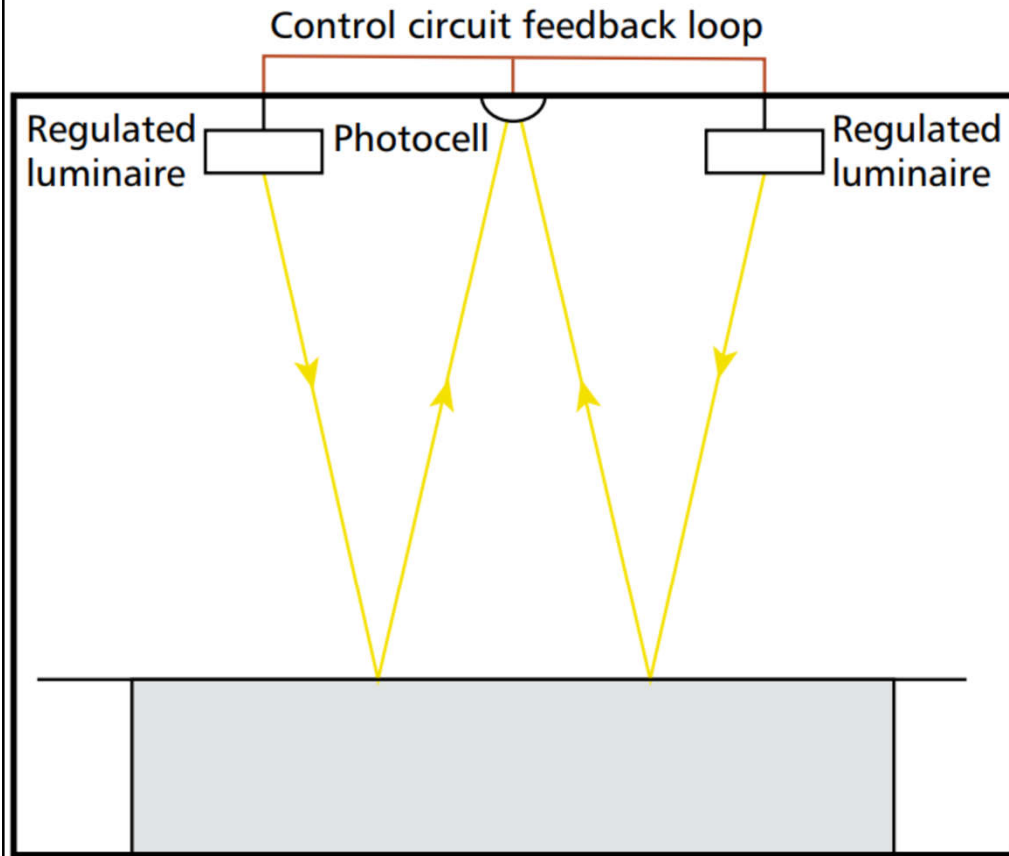 Control circuit feedback loop
Regulated
luminaire
Photocell
Regulated
luminaire